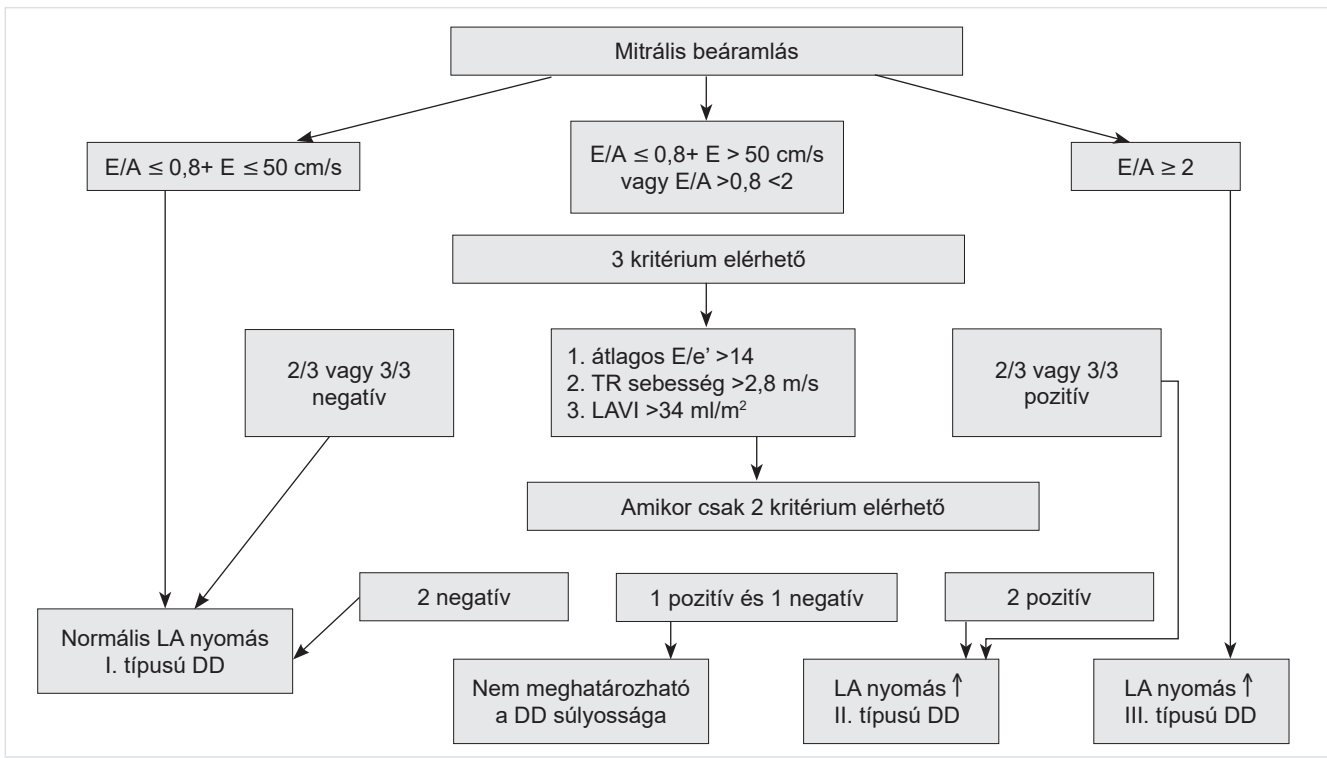 Mitrális beáramlás
E/A ≤ 0,8+ E ≤ 50 cm/s
E/A ≤ 0,8+ E > 50 cm/s
vagy E/A >0,8 <2
E/A ≥ 2
3 kritérium elérhető
2/3 vagy 3/3
negatív
1. átlagos E/e’ >14
2. TR sebesség >2,8 m/s
3. LAVI >34 ml/m²
2/3 vagy 3/3
pozitív
Amikor csak 2 kritérium elérhető
2 negatív
1 pozitív és 1 negatív
2 pozitív
Normális LA nyomás
I. típusú DD
Nem meghatározható
a DD súlyossága
LA nyomás ↑
II. típusú DD
LA nyomás ↑
III. típusú DD